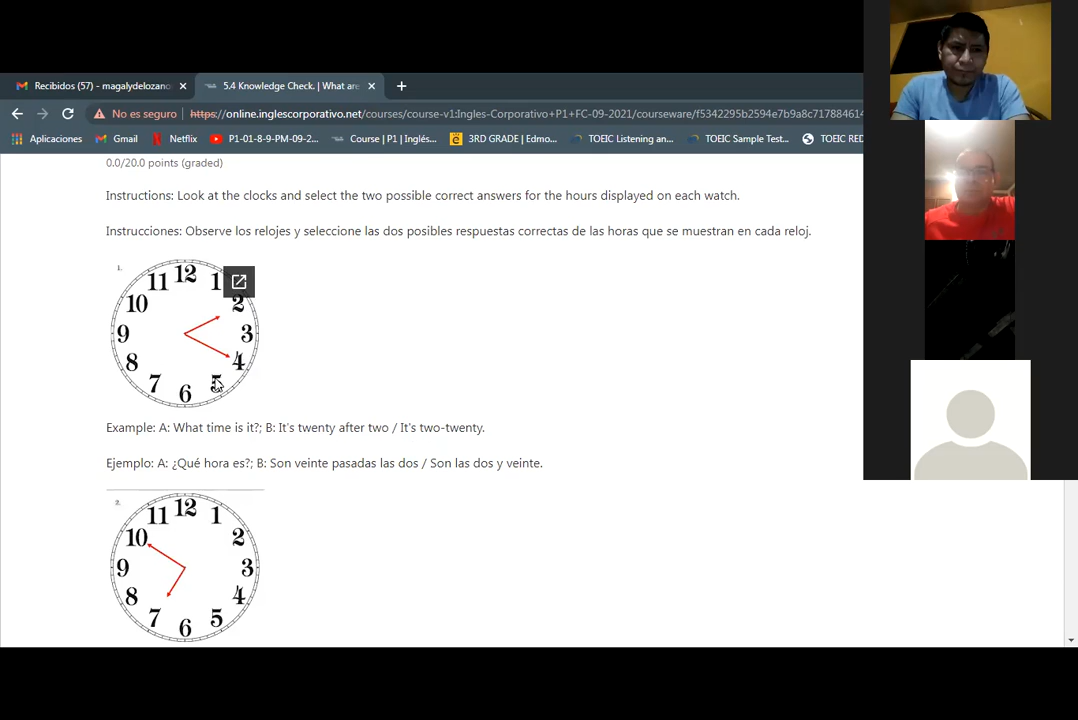 Recibidos (57) - magalydelozano
5.4 Knowledge Check. | What are
No es seguro | https://online.inglescorporativo.net/courses/course-v1:Ingles-Corporativo+P1+FC-09-2021/courseware/f5342295b2594e7b9a8c71788461
Aplicaciones Gmail Netflix P1-01-8-9-PM-09-2... Course | P1 | Inglés... 3RD GRADE | Edmo... TOEIC Listening an... TOEIC Sample Test... TOEIC RED
0.0/20.0 points (graded)
Instructions: Look at the clocks and select the two possible correct answers for the hours displayed on each watch.
Instrucciones: Observe los relojes y seleccione las dos posibles respuestas correctas de las horas que se muestran en cada reloj.
1.
11 12 1
10 2
9 3
8 4
7 6 5
Example: A: What time is it?; B: It's twenty after two / It's two-twenty.
Ejemplo: A: ¿Qué hora es?; B: Son veinte pasadas las dos / Son las dos y veinte.
2.
11 12 1
10 2
9 3
8 4
7 6 5